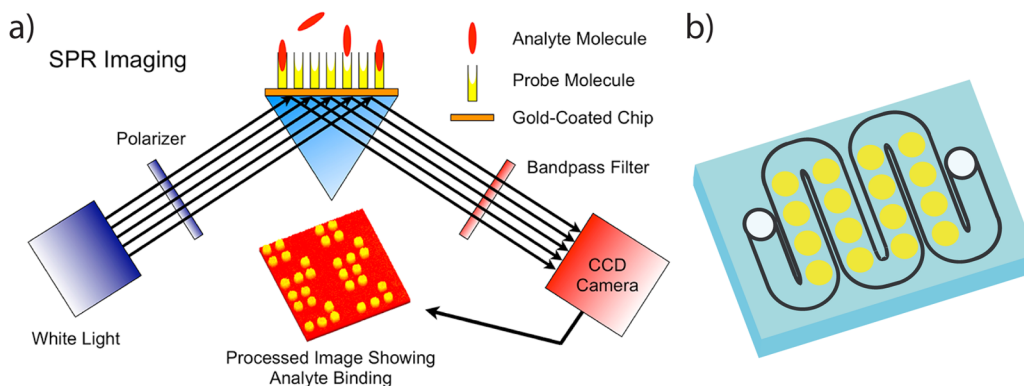 a)
SPR Imaging
Analyte Molecule
Probe Molecule
Gold-Coated Chip
Polarizer
Bandpass Filter
CCD
Camera
White Light
Processed Image Showing
Analyte Binding
b)